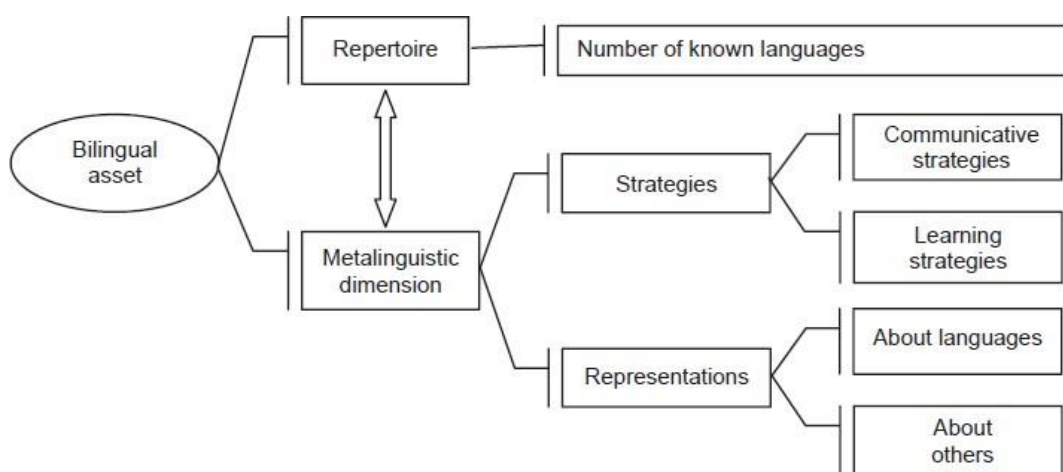 Repertoire
Number of known languages
Bilingual
asset
Communicative
strategies
Strategies
Learning
strategies
Metalinguistic
dimension
About languages
Representations
About
others